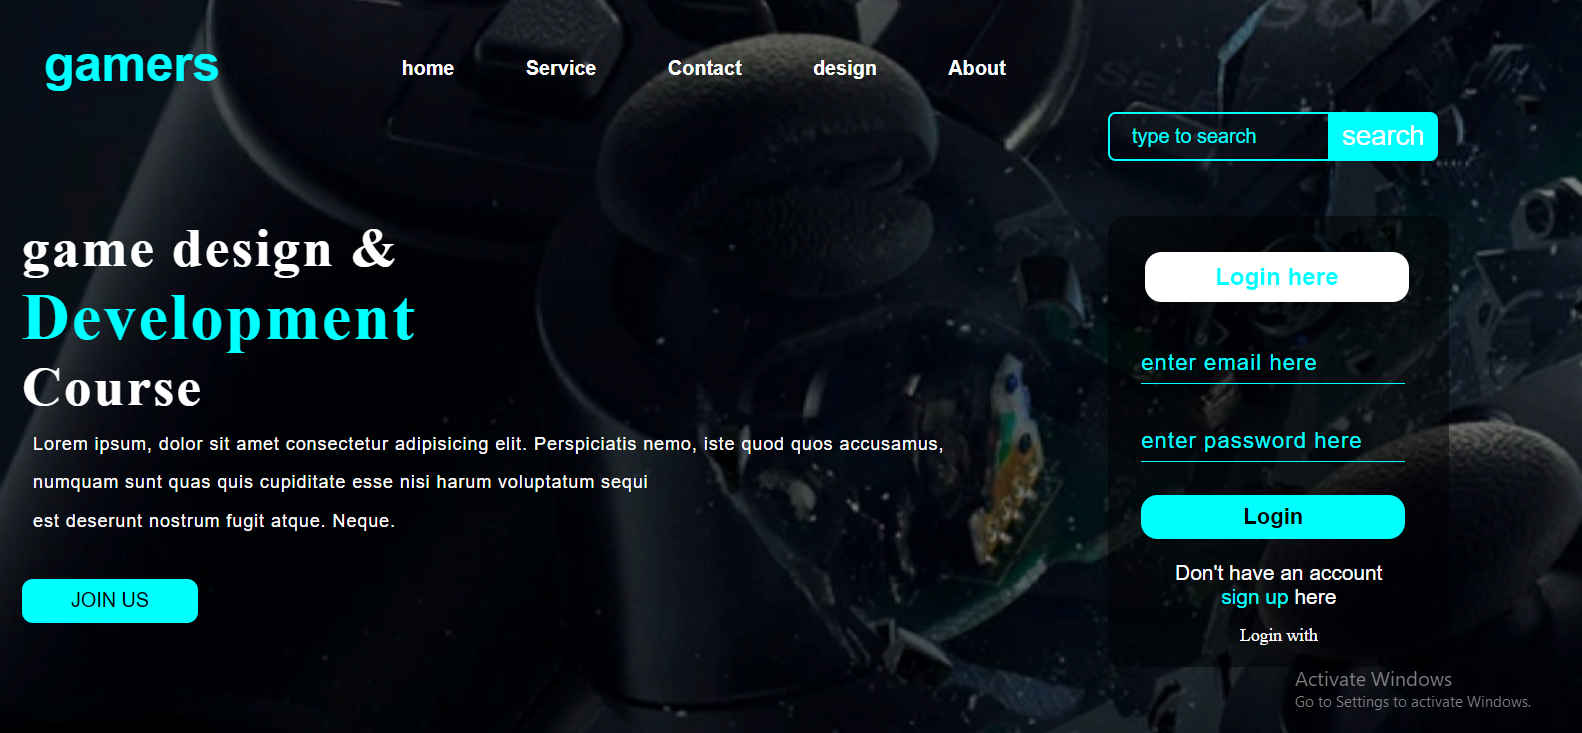 gamers
home Service Contact design About
type to search search
game design &
Development
Course
Lorem ipsum, dolor sit amet consectetur adipisicing elit. Perspiciatis nemo, iste quod quos accusamus,
numquam sunt quas quis cupiditate esse nisi harum voluptatum sequi
est deserunt nostrum fugit atque. Neque.
JOIN US
Login here
enter email here
enter password here
Login
Don't have an account
sign up here
Login with
Activate Windows
Go to Settings to activate Windows.